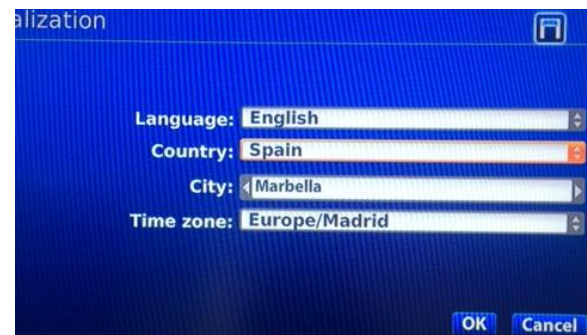 alization
Language: English
Country: Spain
City: Marbella
Time zone: Europe/Madrid
OK Cancel